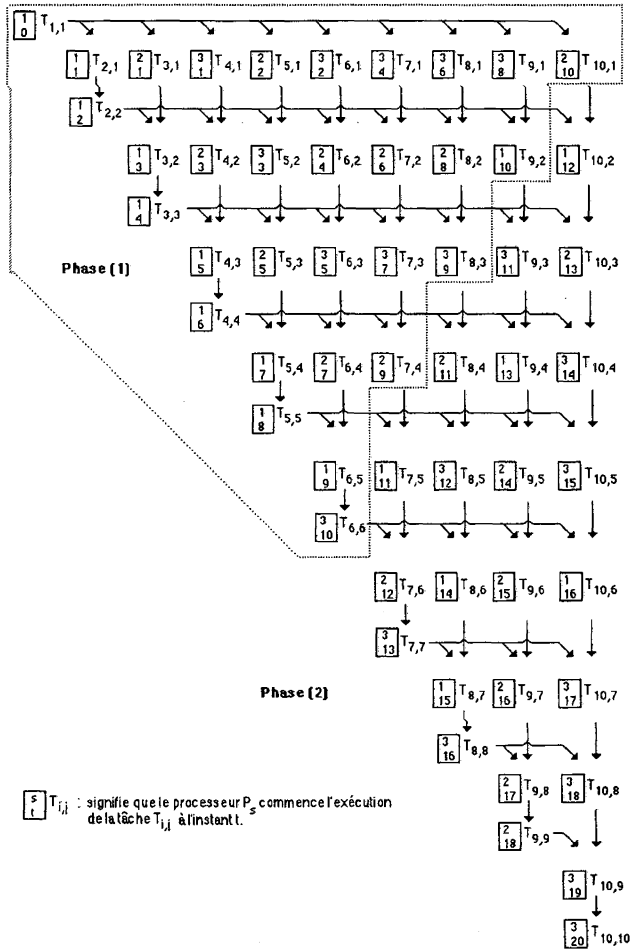 1 0 T1,1
1 1 T2,1 2 1 T3,1 3 1 T4,1 2 2 T5,1 3 2 T6,1 3 4 T7,1 3 6 T8,1 3 8 T9,1 2 10 T10,1
1 2 T2,2
1 3 T3,2 2 3 T4,2 3 3 T5,2 2 4 T6,2 2 6 T7,2 2 8 T8,2 1 10 T9,2 1 12 T10,2
1 4 T3,3
Phase (1)
1 5 T4,3 2 5 T5,3 3 5 T6,3 3 7 T7,3 3 9 T8,3 3 11 T9,3 2 13 T10,3
1 6 T4,4
1 7 T5,4 2 7 T6,4 2 9 T7,4 2 11 T8,4 1 13 T9,4 3 14 T10,4
1 8 T5,5
1 9 T6,5 1 11 T7,5 3 12 T8,5 2 14 T9,5 3 15 T10,5
3 10 T6,6
2 12 T7,6 1 14 T8,6 2 15 T9,6 1 16 T10,6
3 13 T7,7
Phase (2)
1 15 T8,7 2 16 T9,7 3 17 T10,7
3 16 T8,8
2 17 T9,8 3 18 T10,8
2 18 T9,9
3 19 T10,9
3 20 T10,10
s t Ti,j : signifie que le processeur Ps commence l'exécution
de la tâche Ti,j à l'instant t.